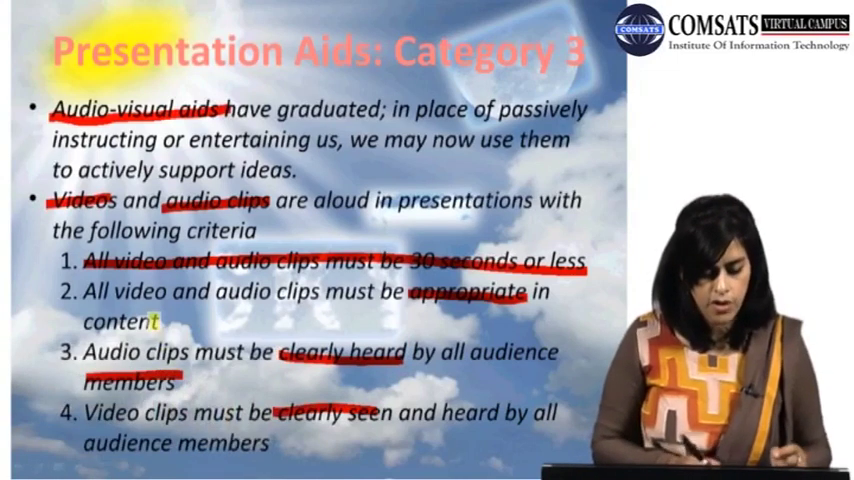 COMSATS VIRTUAL CAMPUS
COMSATS
Institute Of Information Technology
Presentation Aids: Category 3
• Audio-visual aids have graduated; in place of passively
instructing or entertaining us, we may now use them
to actively support ideas.
• Videos and audio clips are aloud in presentations with
the following criteria
1. All video and audio clips must be 30 seconds or less
2. All video and audio clips must be appropriate in
content
3. Audio clips must be clearly heard by all audience
members
4. Video clips must be clearly seen and heard by all
audience members